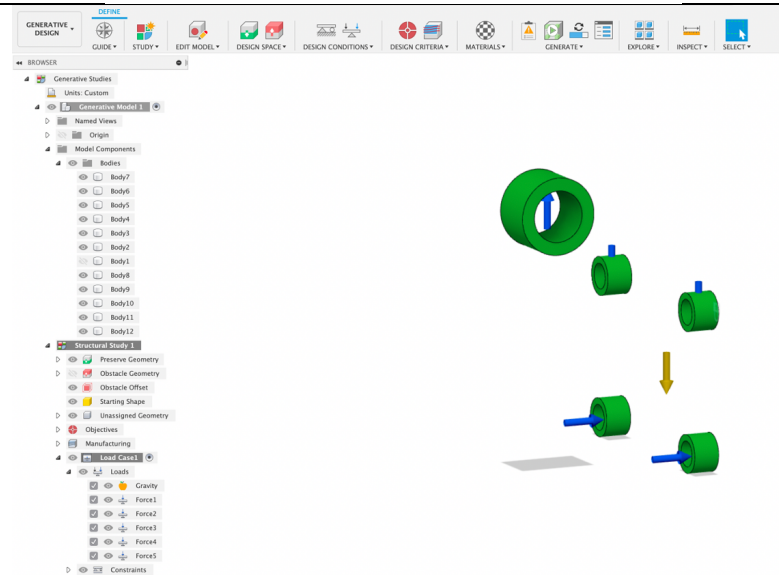 DEFINE
GENERATIVE DESIGN
GUIDE
STUDY
EDIT MODEL
DESIGN SPACE
DESIGN CONDITIONS
DESIGN CRITERIA
MATERIALS
GENERATE
EXPLORE
INSPECT
SELECT
BROWSER
Generative Studies
Units: Custom
Generative Model 1
Named Views
Origin
Model Components
Bodies
Body7
Body6
Body5
Body4
Body3
Body2
Body1
Body8
Body9
Body10
Body11
Body12
Structural Study 1
Preserve Geometry
Obstacle Geometry
Obstacle Offset
Starting Shape
Unassigned Geometry
Objectives
Manufacturing
Load Case1
Loads
Gravity
Force1
Force2
Force3
Force4
Force5
Constraints